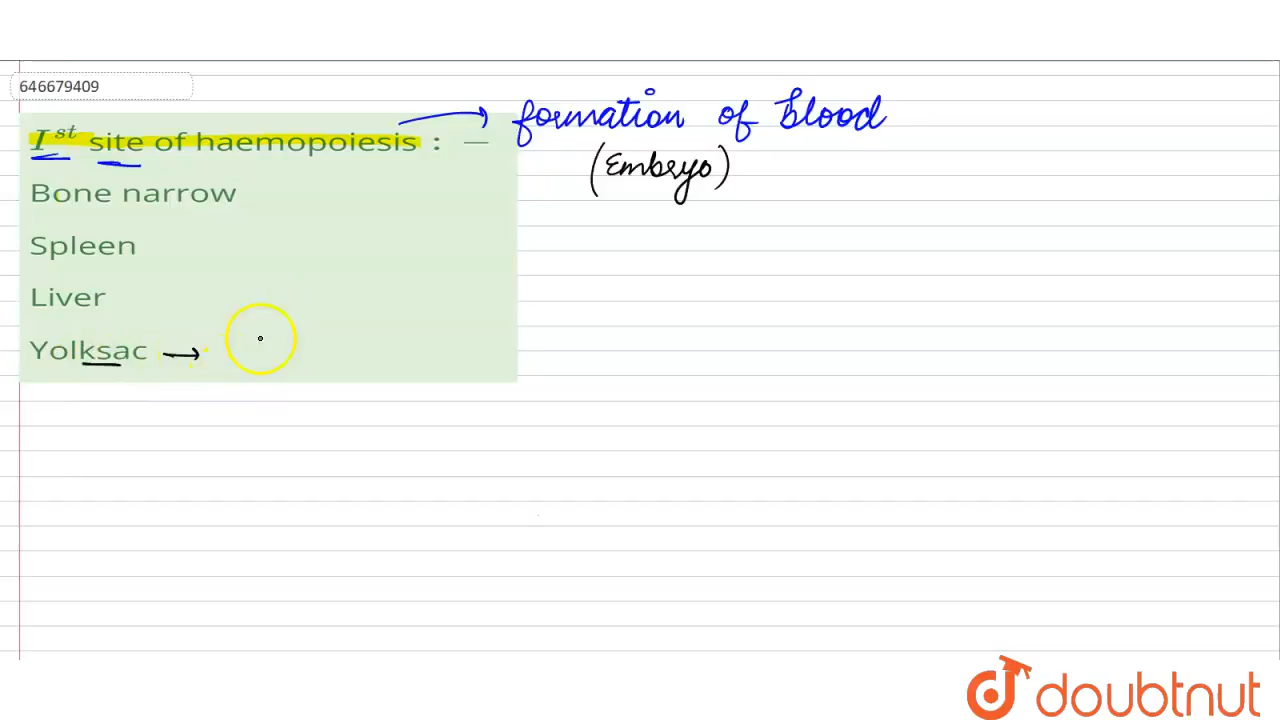 646679409
Iˢᵗ site of haemopoiesis : — formation of blood
(Embryo)
Bone narrow
Spleen
Liver
Yolksac →
doubtnut